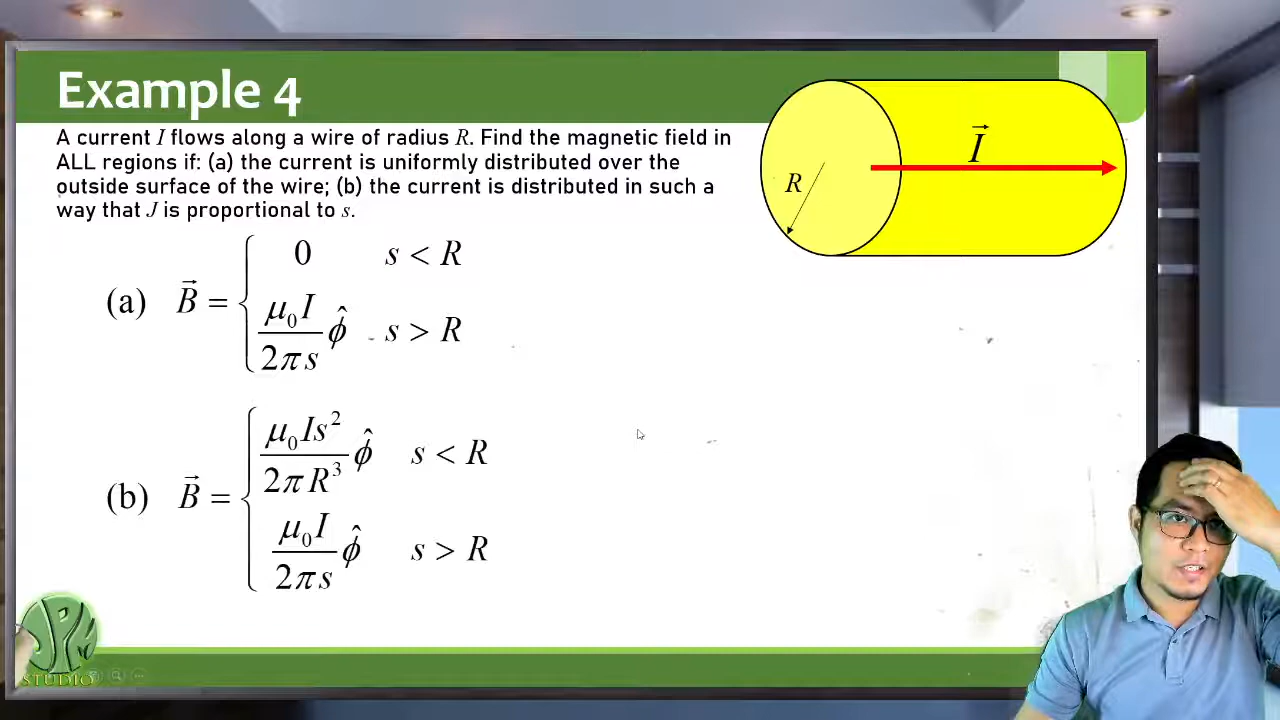 Example 4
A current I flows along a wire of radius R. Find the magnetic field in
ALL regions if: (a) the current is uniformly distributed over the
outside surface of the wire; (b) the current is distributed in such a
way that J is proportional to s.
R
I⃗
(a) B⃗ = { 0 s < R
μ₀I / 2πs ϕ̂ s > R
(b) B⃗ = { μ₀Is² / 2πR³ ϕ̂ s < R
μ₀I / 2πs ϕ̂ s > R
JPM
STUDIO